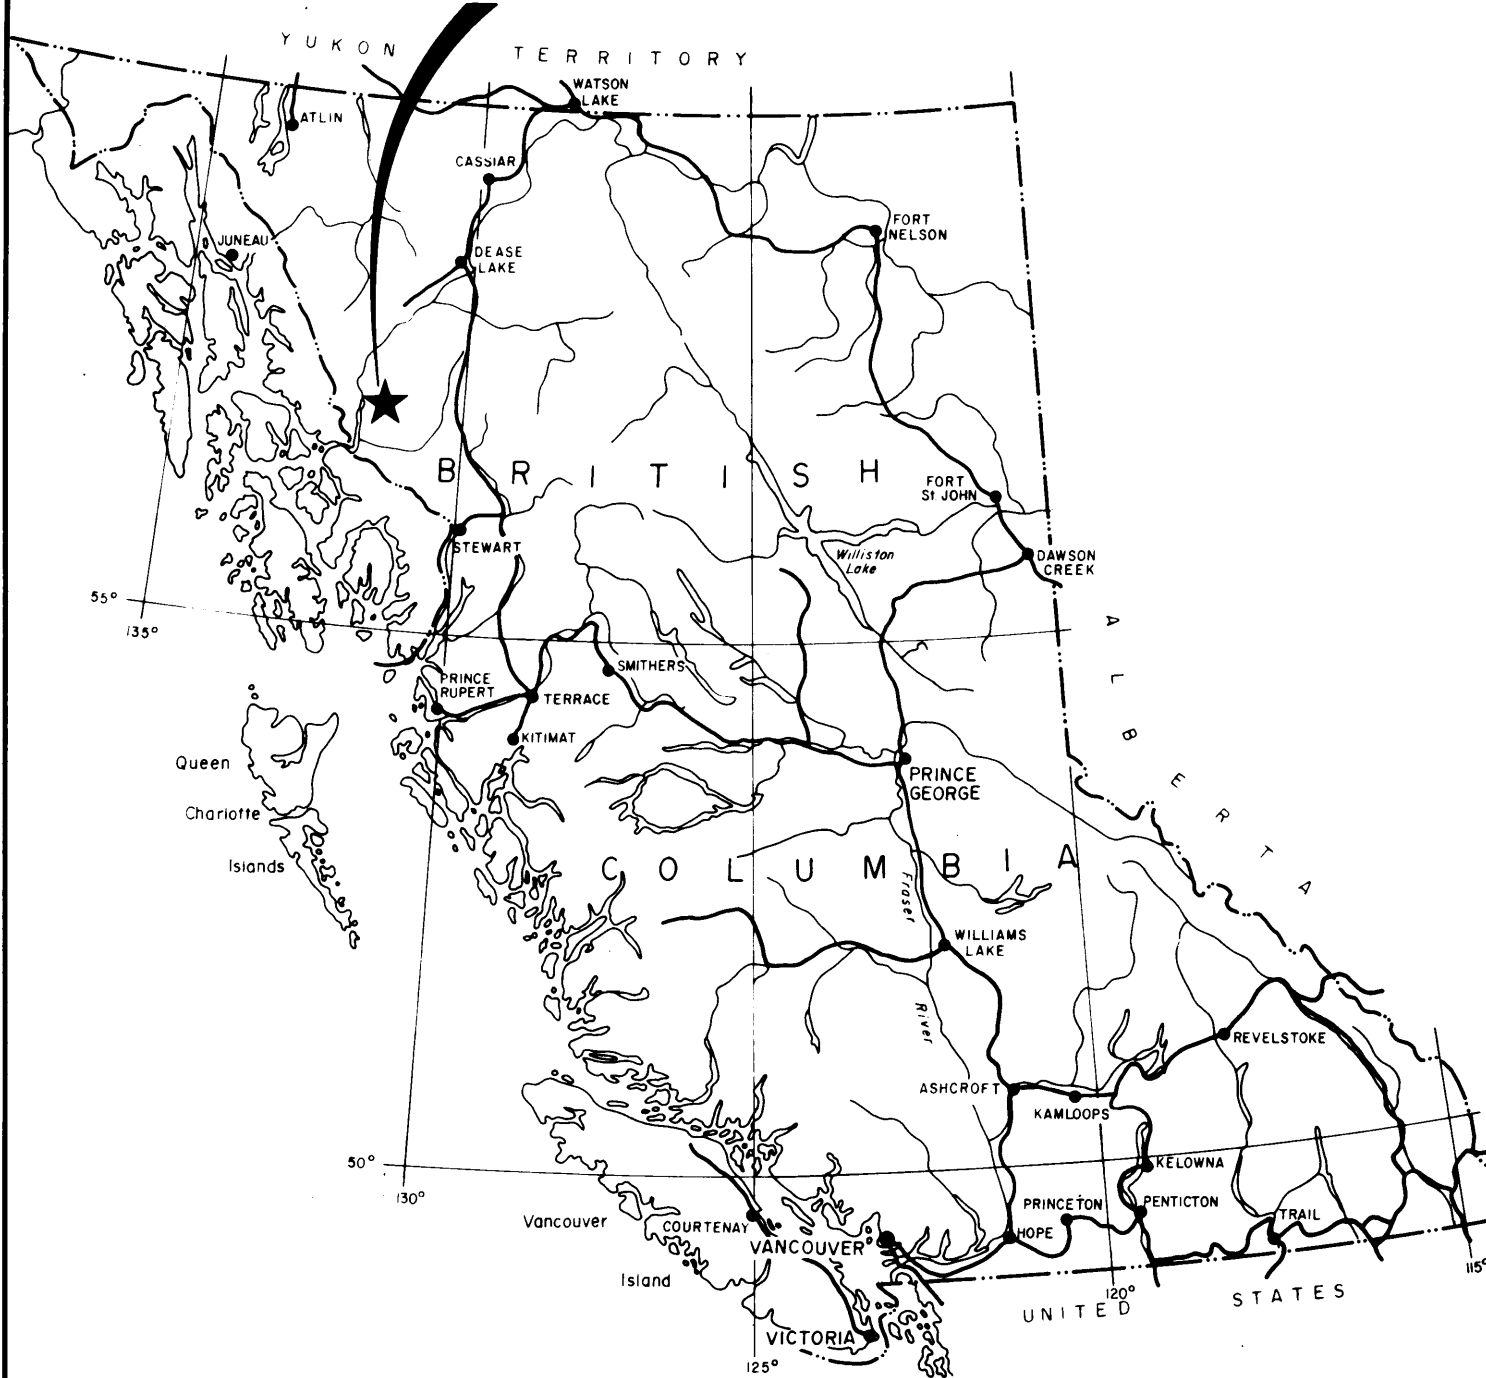 YUKON TERRITORY
WATSON
LAKE
ATLIN
CASSIAR
FORT
NELSON
JUNEAU
DEASE
LAKE
BRITISH
FORT
St JOHN
STEWART
Williston
Lake
DAWSON
CREEK
55°
135°
ALBERTA
SMITHERS
PRINCE
RUPERT
TERRACE
KITIMAT
Queen
Charlotte
Islands
PRINCE
GEORGE
COLUMBIA
Fraser
River
WILLIAMS
LAKE
REVELSTOKE
ASHCROFT
KAMLOOPS
50°
130°
KELOWNA
PRINCETON
PENTICTON
TRAIL
Vancouver
Island
COURTENAY
VANCOUVER
HOPE
115°
120°
UNITED STATES
VICTORIA
125°